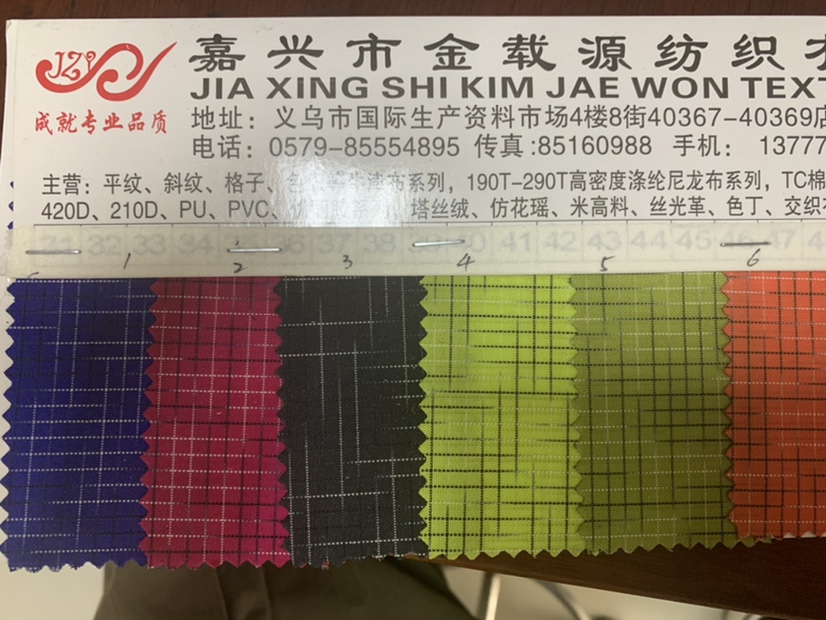 JZY
嘉兴市金载源纺织
JIA XING SHI KIM JAE WON TEXT
成就专业品质
地址：义乌市国际生产资料市场4楼8街40367-40369店
电话：0579-85554895 传真:85160988 手机： 13777
主营：平纹、斜纹、格子、布系列，190T-290T高密度涤纶尼龙布系列，TC棉
420D、210D、PU、PVC、塔丝绒、仿花瑶、米高料、丝光革、色丁、交织
32 33 34 36 37 38 40 41 42 43 44 45 46 47
1 2 3 4 5 6